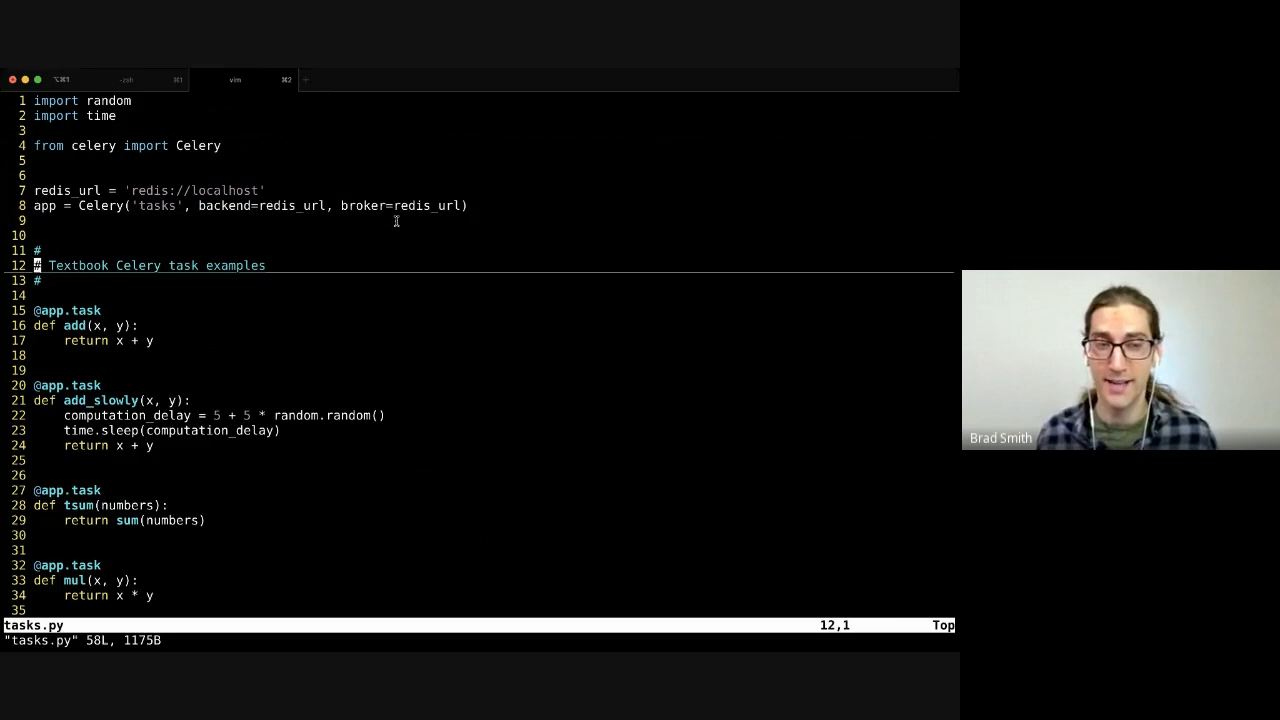 ⌥⌘1 -zsh ⌘1 vim ⌘2 +
1 import random
2 import time
3
4 from celery import Celery
5
6
7 redis_url = 'redis://localhost'
8 app = Celery('tasks', backend=redis_url, broker=redis_url)
9
10
11 #
12 # Textbook Celery task examples
13 #
14
15 @app.task
16 def add(x, y):
17     return x + y
18
19
20 @app.task
21 def add_slowly(x, y):
22     computation_delay = 5 + 5 * random.random()
23     time.sleep(computation_delay)
24     return x + y
25
26
27 @app.task
28 def tsum(numbers):
29     return sum(numbers)
30
31
32 @app.task
33 def mul(x, y):
34     return x * y
35
tasks.py 12,1 Top
"tasks.py" 58L, 1175B
Brad Smith